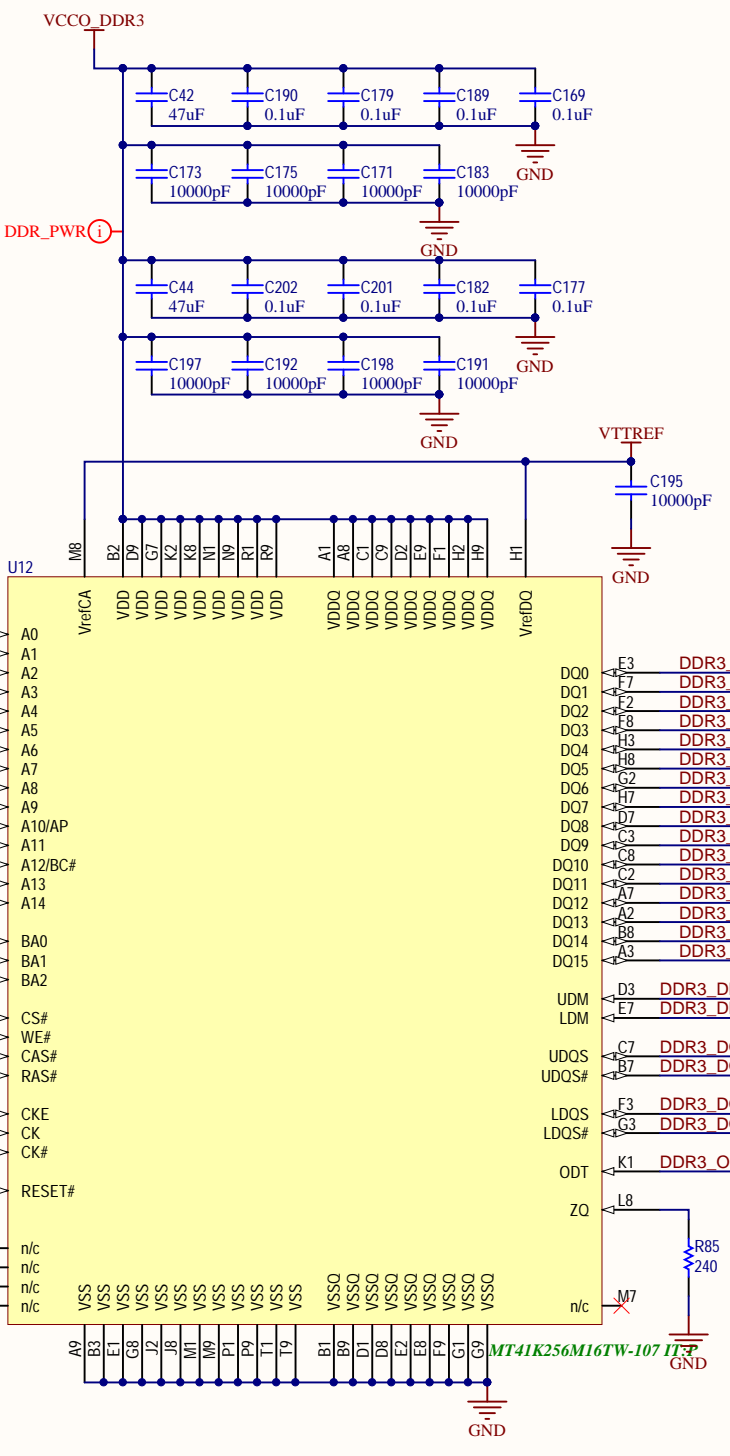 VCCO_DDR3
C42 C190 C179 C189 C169
47uF 0.1uF 0.1uF 0.1uF 0.1uF
GND
C173 C175 C171 C183
10000pF 10000pF 10000pF 10000pF
DDR_PWR i
GND
C44 C202 C201 C182 C177
47uF 0.1uF 0.1uF 0.1uF 0.1uF
GND
C197 C192 C198 C191
10000pF 10000pF 10000pF 10000pF
GND
VTTREF
C195
10000pF
GND
M8 B2 D9 G7 K2 K8 N1 N9 R1 R9 A1 A8 C1 C9 D2 E9 F1 H2 H9 H1
U12
VrefCA VDD VDD VDD VDD VDD VDD VDD VDD VDD VDDQ VDDQ VDDQ VDDQ VDDQ VDDQ VDDQ VDDQ VDDQ VrefDQ
A0
A1
A2
A3
A4
A5
A6
A7
A8
A9
A10/AP
A11
A12/BC#
A13
A14
BA0
BA1
BA2
CS#
WE#
CAS#
RAS#
CKE
CK
CK#
RESET#
n/c
n/c
n/c
n/c
DQ0 E3 DDR3_
DQ1 F7 DDR3_
DQ2 F2 DDR3_
DQ3 F8 DDR3_
DQ4 H3 DDR3_
DQ5 H8 DDR3_
DQ6 G2 DDR3_
DQ7 H7 DDR3_
DQ8 D7 DDR3_
DQ9 C3 DDR3_
DQ10 C8 DDR3_
DQ11 C2 DDR3_
DQ12 A7 DDR3_
DQ13 A2 DDR3_
DQ14 B8 DDR3_
DQ15 A3 DDR3_
UDM D3 DDR3_D
LDM E7 DDR3_D
UDQS C7 DDR3_D
UDQS# B7 DDR3_D
LDQS F3 DDR3_D
LDQS# G3 DDR3_D
ODT K1 DDR3_O
ZQ L8
R85
240
n/c M7
VSS VSS VSS VSS VSS VSS VSS VSS VSS VSS VSS VSS VSSQ VSSQ VSSQ VSSQ VSSQ VSSQ VSSQ VSSQ VSSQ
A9 B3 E1 G8 J2 J8 M1 M9 P1 P9 T1 T9 B1 B9 D1 D8 E2 E8 F9 G1 G9
MT41K256M16TW-107 IT:P
GND
GND